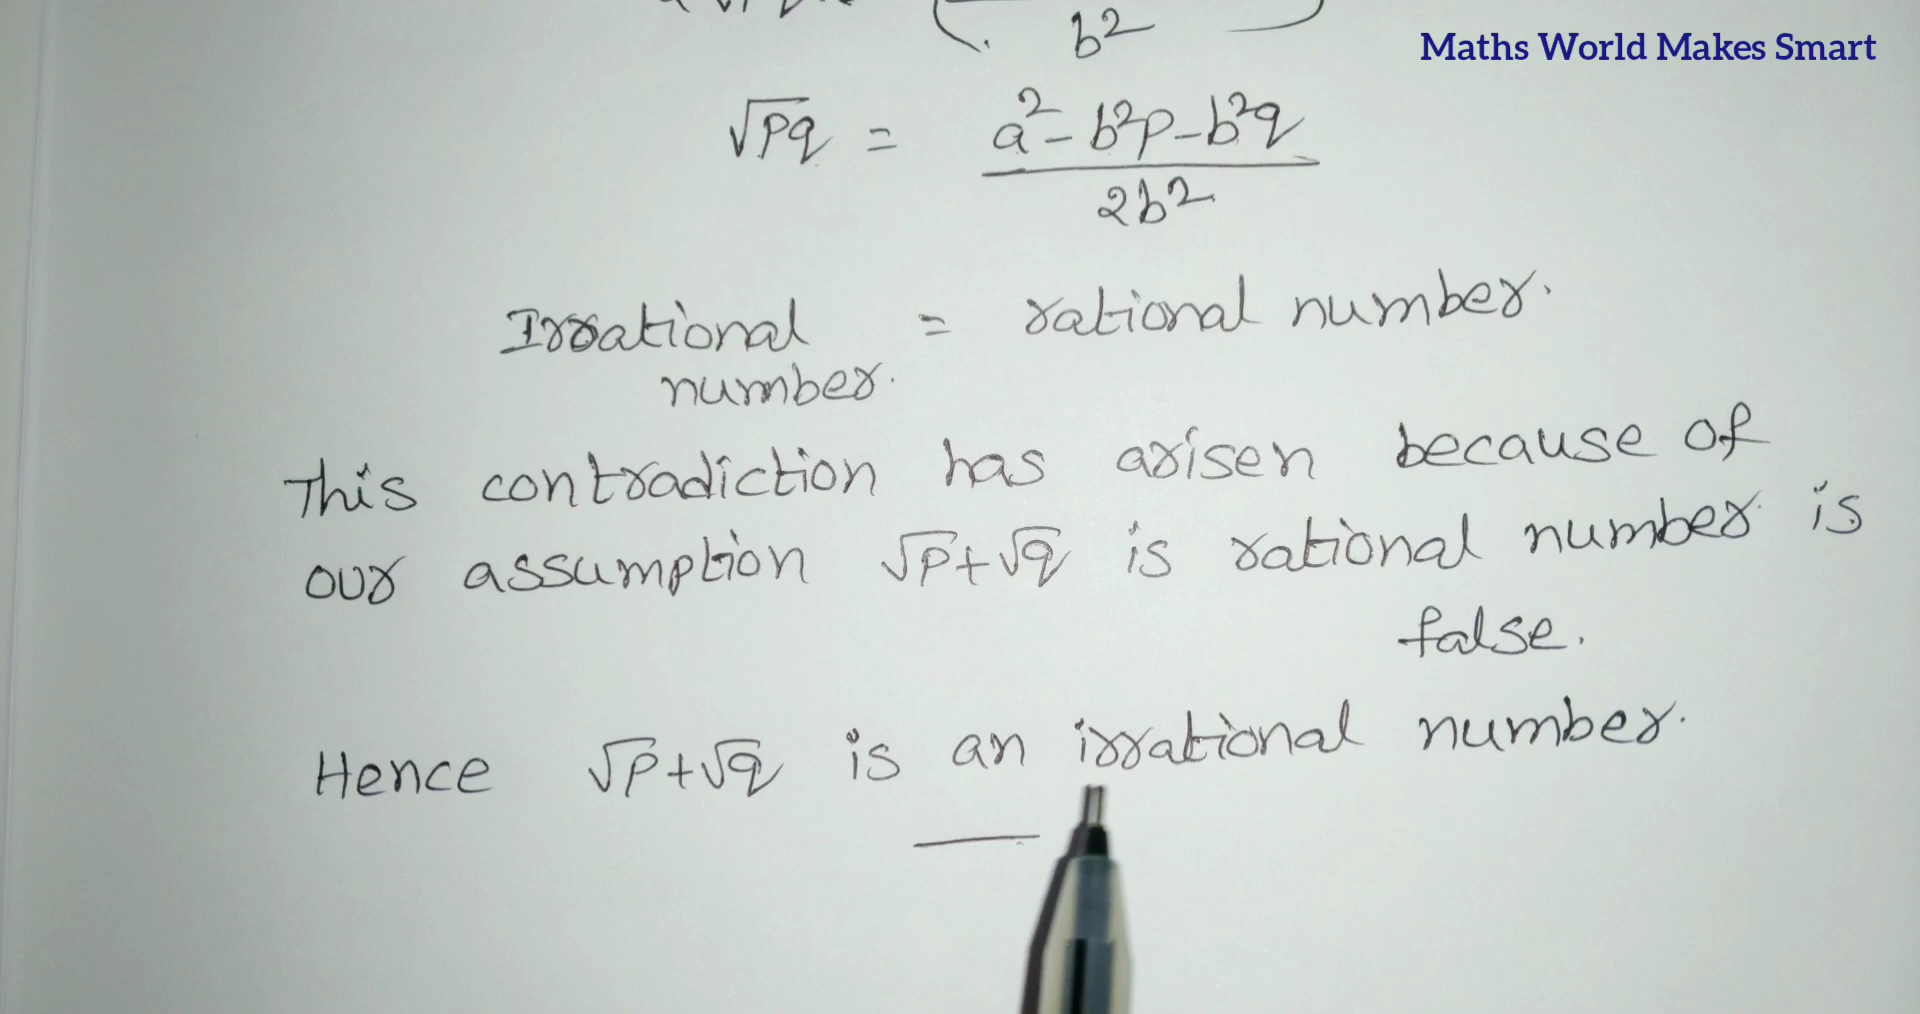 b²
Maths World Makes Smart
√pq = a² - b²p - b²q
2b²
Irrational = rational number.
number.
This contradiction has arisen because of
our assumption √p+√q is rational number is
false.
Hence √p+√q is an irrational number.